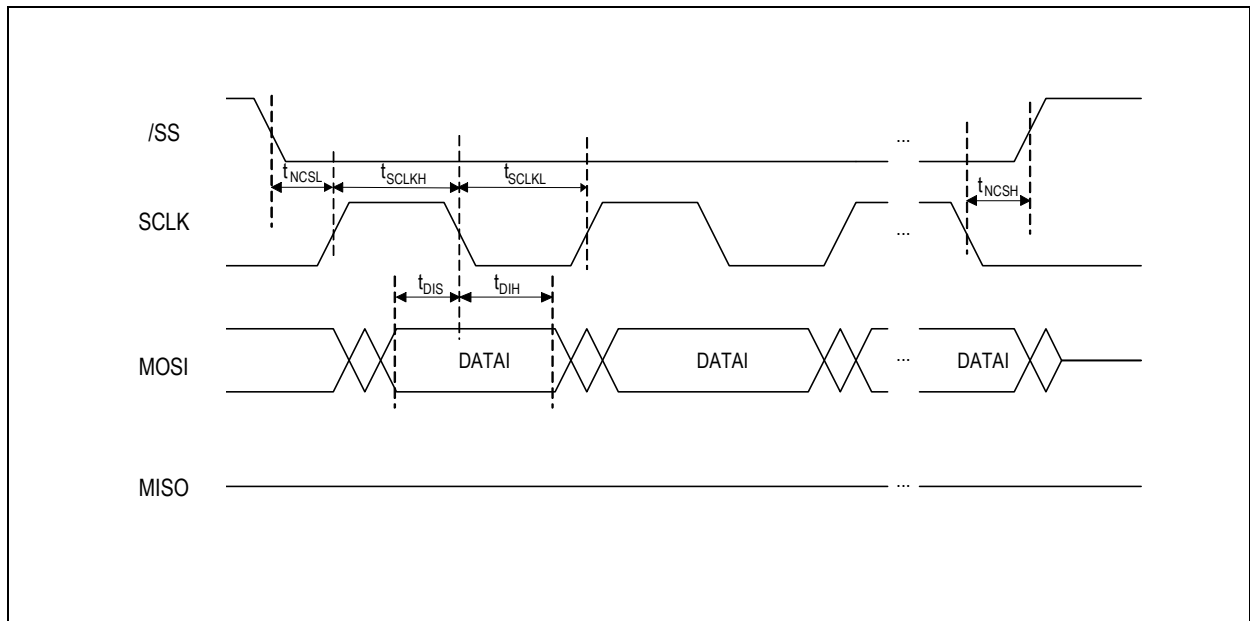 /SS
...
tNCSL
tSCLKH
tSCLKL
tNCSH
SCLK
...
tDIS
tDIH
MOSI
DATAI
DATAI
...
DATAI
MISO
...